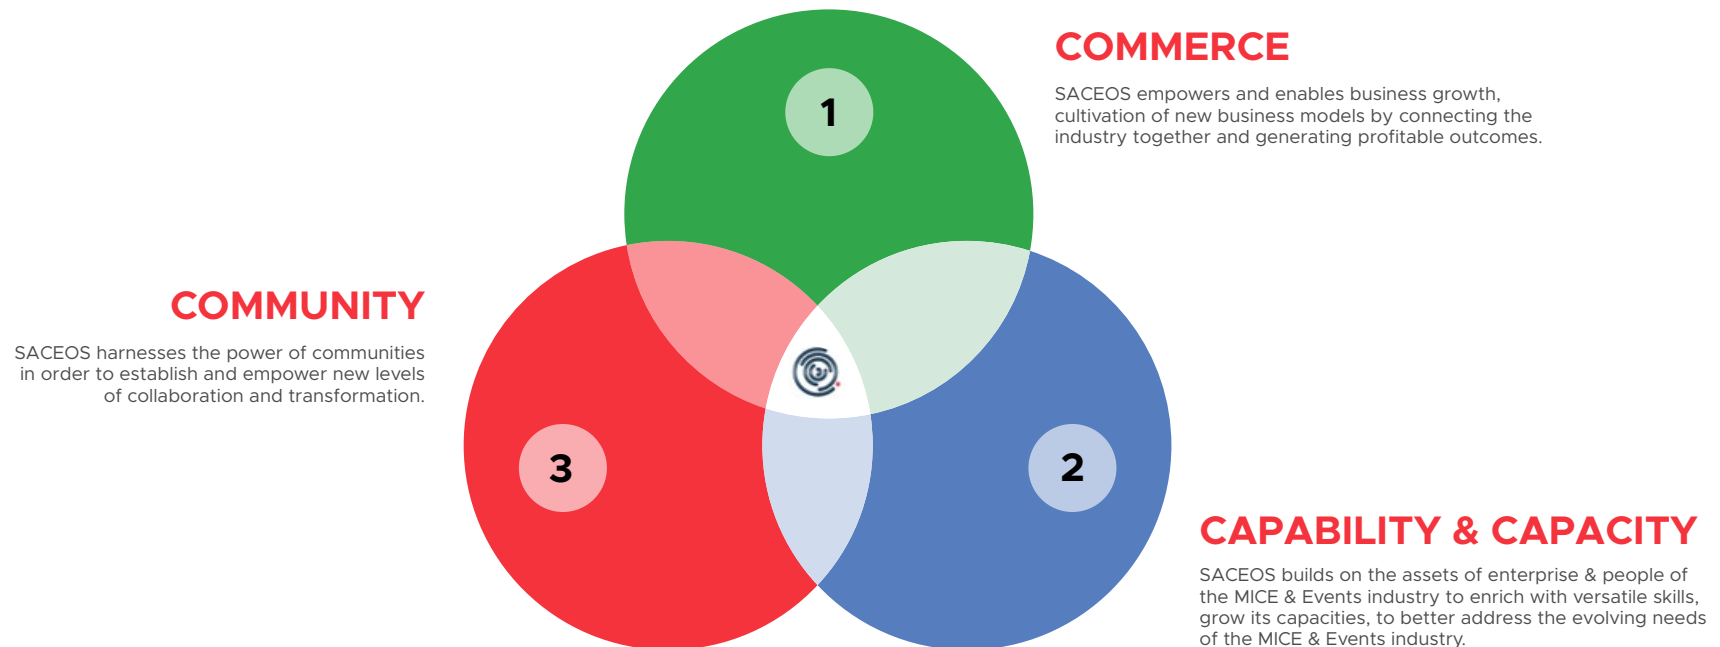 1
COMMERCE
SACEOS empowers and enables business growth,
cultivation of new business models by connecting the
industry together and generating profitable outcomes.
COMMUNITY
SACEOS harnesses the power of communities
in order to establish and empower new levels
of collaboration and transformation.
3
2
CAPABILITY & CAPACITY
SACEOS builds on the assets of enterprise & people of
the MICE & Events industry to enrich with versatile skills,
grow its capacities, to better address the evolving needs
of the MICE & Events industry.